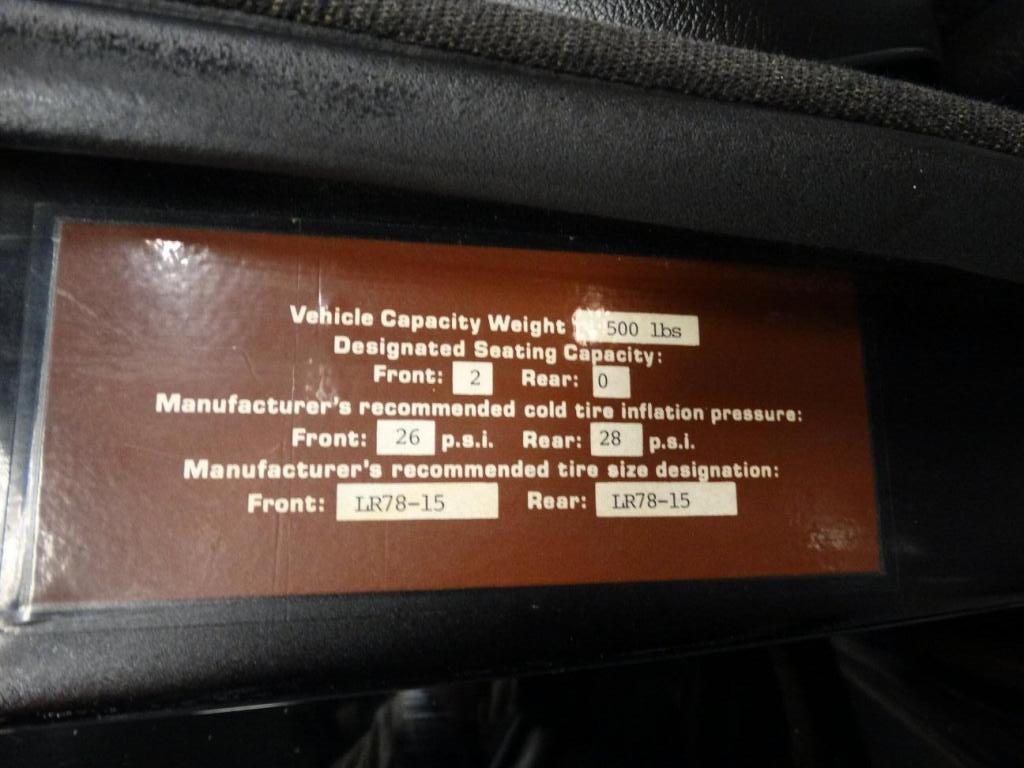 Vehicle Capacity Weight 500 lbs
Designated Seating Capacity:
Front: 2 Rear: 0
Manufacturer's recommended cold tire inflation pressure:
Front: 26 p.s.i. Rear: 28 p.s.i.
Manufacturer's recommended tire size designation:
Front: LR78-15 Rear: LR78-15